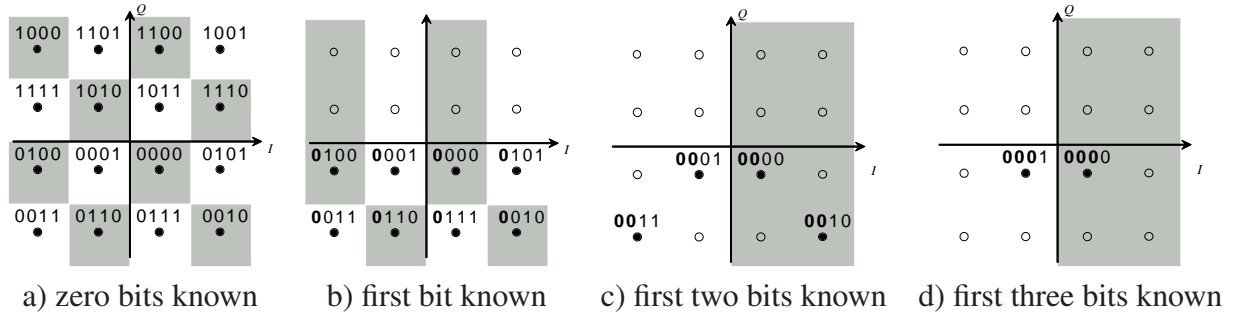 Q
1000 1101 1100 1001
1111 1010 1011 1110
I
0100 0001 0000 0101
0011 0110 0111 0010
a) zero bits known
I
0100 0001 0000 0101
0011 0110 0111 0010
b) first bit known
Q
I
0001 0000
0011 0010
c) first two bits known
Q
I
0001 0000
d) first three bits known